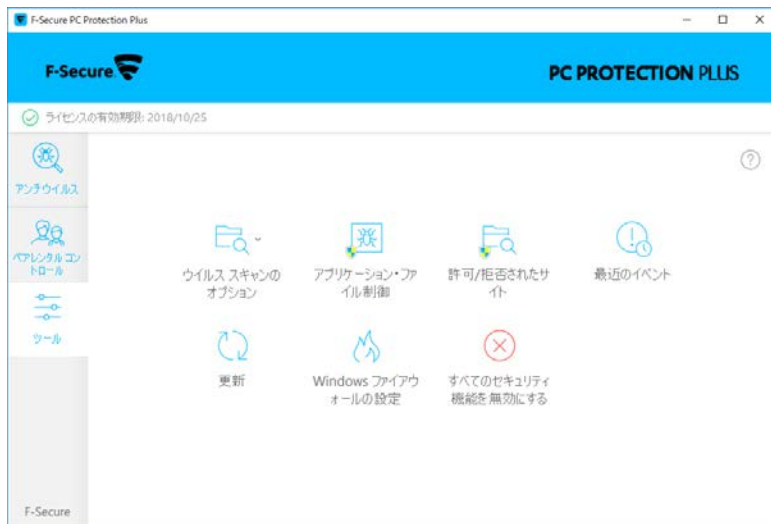 F-Secure PC Protection Plus
F-Secure
PC PROTECTION PLUS
ライセンスの有効期限: 2018/10/25
アンチウイルス
ペアレンタル コン
トロール
ツール
ウイルス スキャンの
オプション
アプリケーション・ファ
イル制御
許可/拒否されたサ
イト
最近のイベント
更新
Windows ファイアウ
ォールの設定
すべてのセキュリティ
機能を無効にする
F-Secure